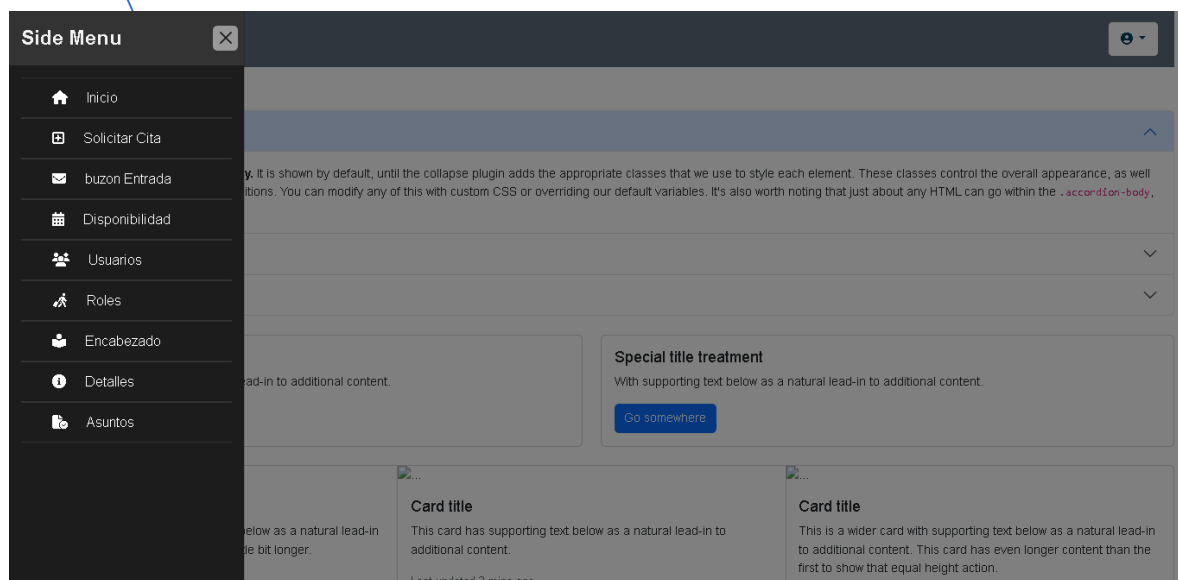 Side Menu
Inicio
Solicitar Cita
buzon Entrada
Disponibilidad
Usuarios
Roles
Encabezado
Detalles
Asuntos
y. It is shown by default, until the collapse plugin adds the appropriate classes that we use to style each element. These classes control the overall appearance, as well
itions. You can modify any of this with custom CSS or overriding our default variables. It's also worth noting that just about any HTML can go within the .accordion-body,
ad-in to additional content.
Special title treatment
With supporting text below as a natural lead-in to additional content.
Go somewhere
elow as a natural lead-in
le bit longer.
...
Card title
This card has supporting text below as a natural lead-in to
additional content.
Last updated 3 mins ago
...
Card title
This is a wider card with supporting text below as a natural lead-in
to additional content. This card has even longer content than the
first to show that equal height action.